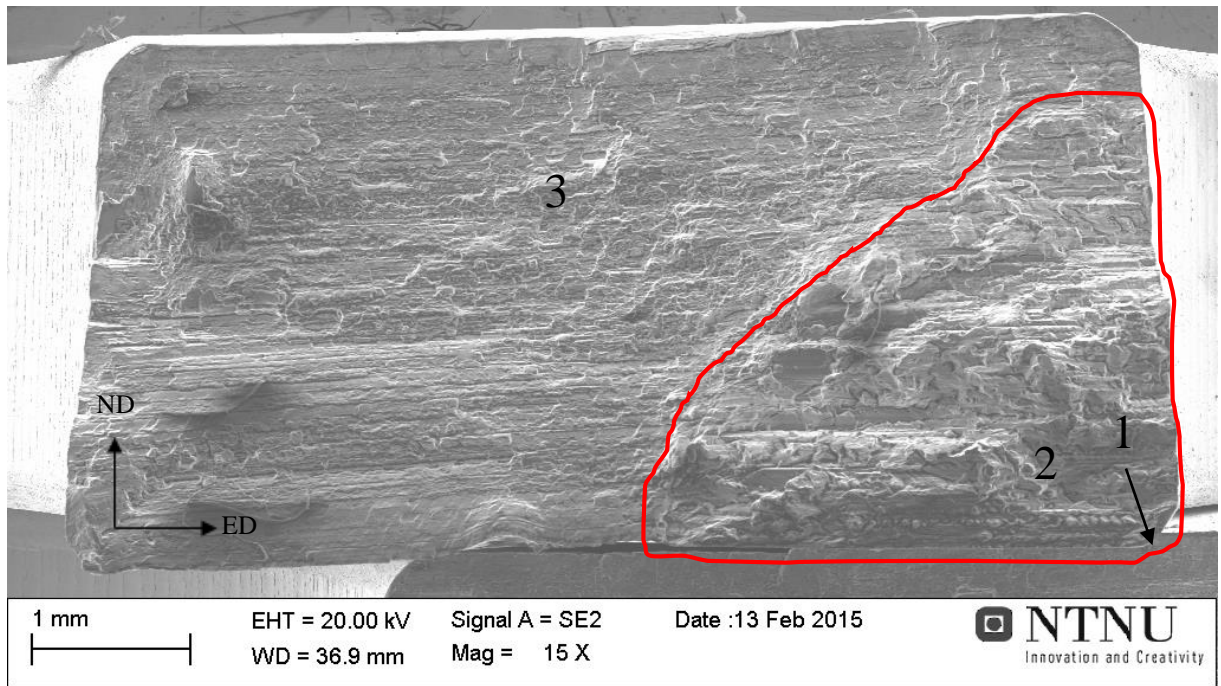 3
1
2
ND
ED
1 mm
EHT = 20.00 kV
WD = 36.9 mm
Signal A = SE2
Mag = 15 X
Date :13 Feb 2015
NTNU
Innovation and Creativity